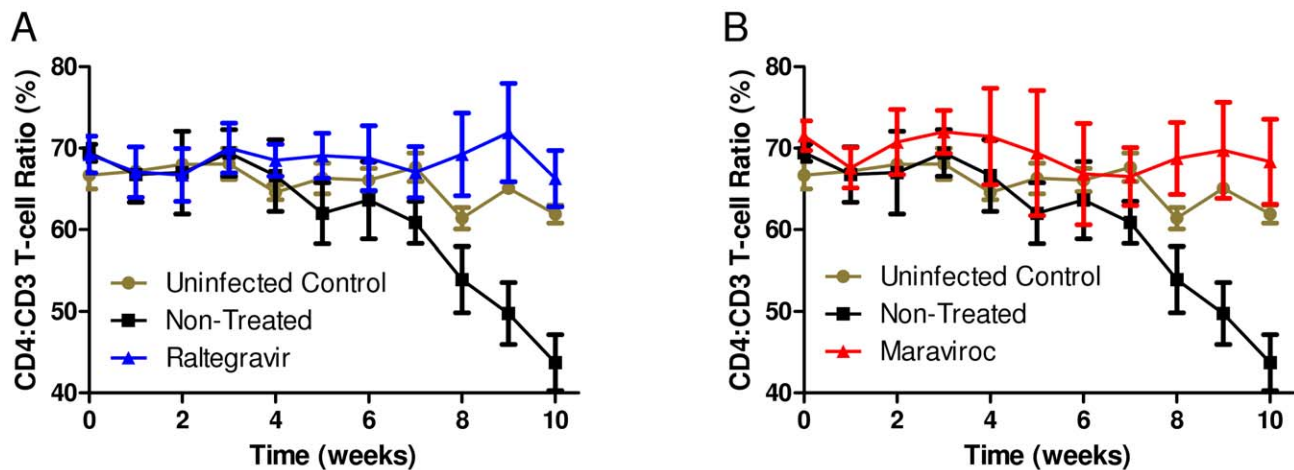 A
CD4:CD3 T-cell Ratio (%)
80
70
60
50
40
Uninfected Control
Non-Treated
Raltegravir
0 2 4 6 8 10
Time (weeks)
B
CD4:CD3 T-cell Ratio (%)
80
70
60
50
40
Uninfected Control
Non-Treated
Maraviroc
0 2 4 6 8 10
Time (weeks)